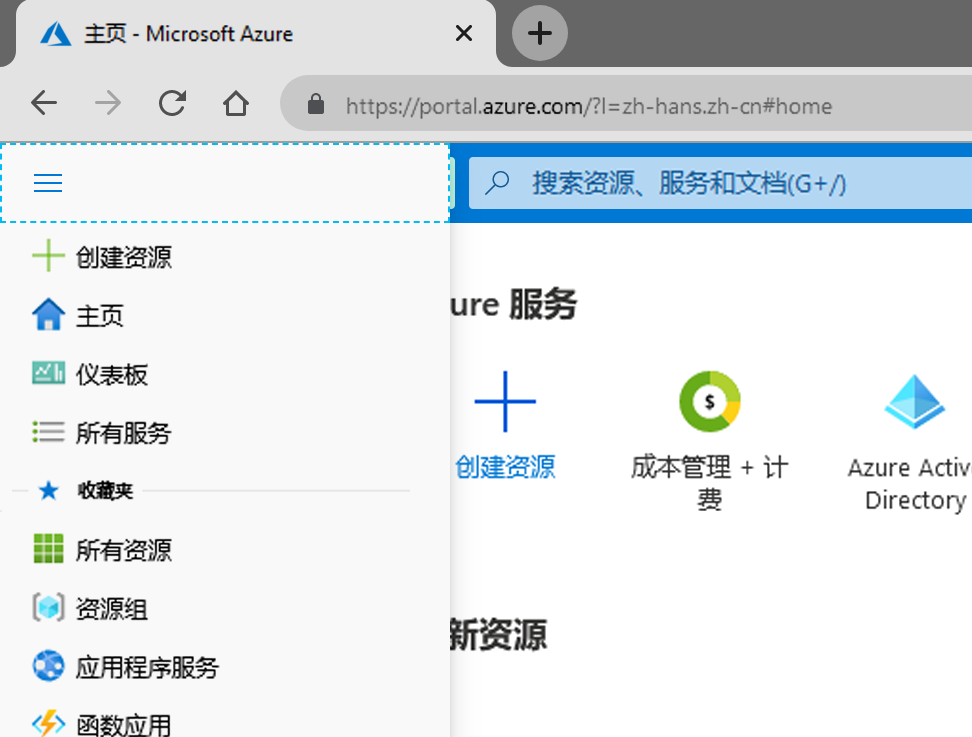 主页 - Microsoft Azure
https://portal.azure.com/?l=zh-hans.zh-cn#home
搜索资源、服务和文档(G+/)
创建资源
主页
仪表板
所有服务
收藏夹
所有资源
资源组
应用程序服务
函数应用
ure 服务
创建资源
成本管理 + 计
费
Azure Activ
Directory
新资源